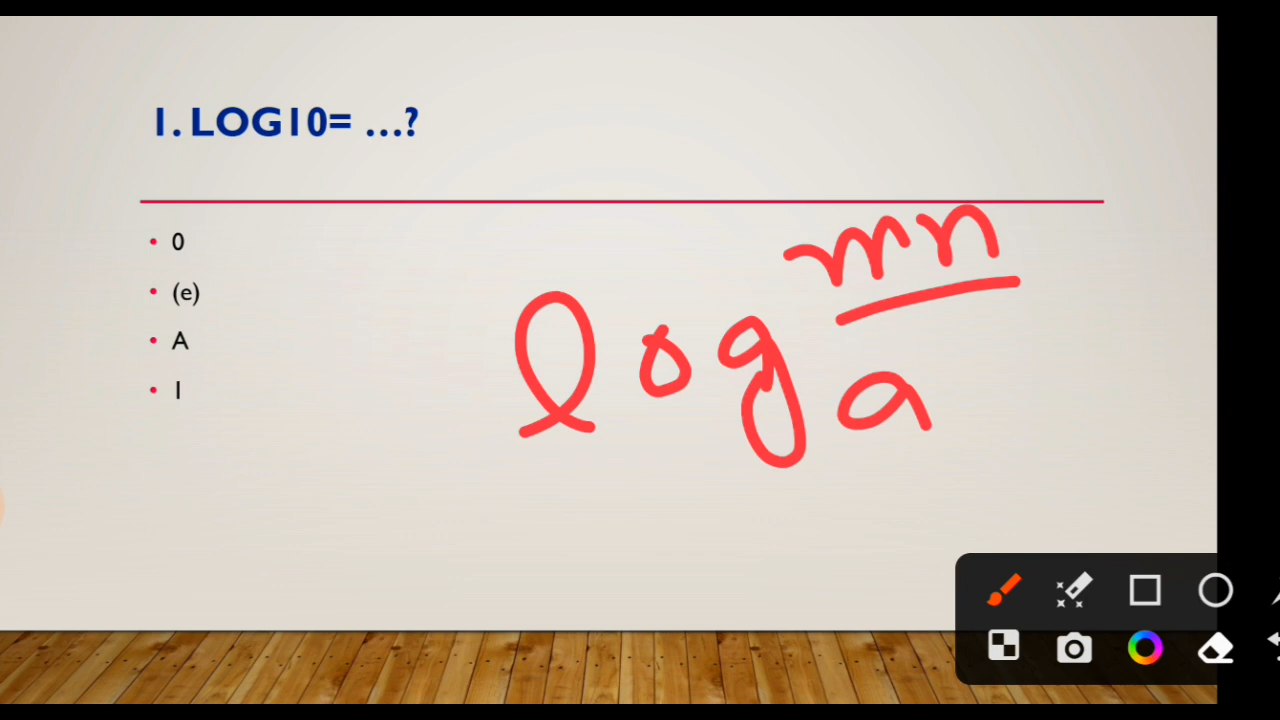 1. LOG10= ...?
• 0
• (e)
• A
• 1
log mn
a